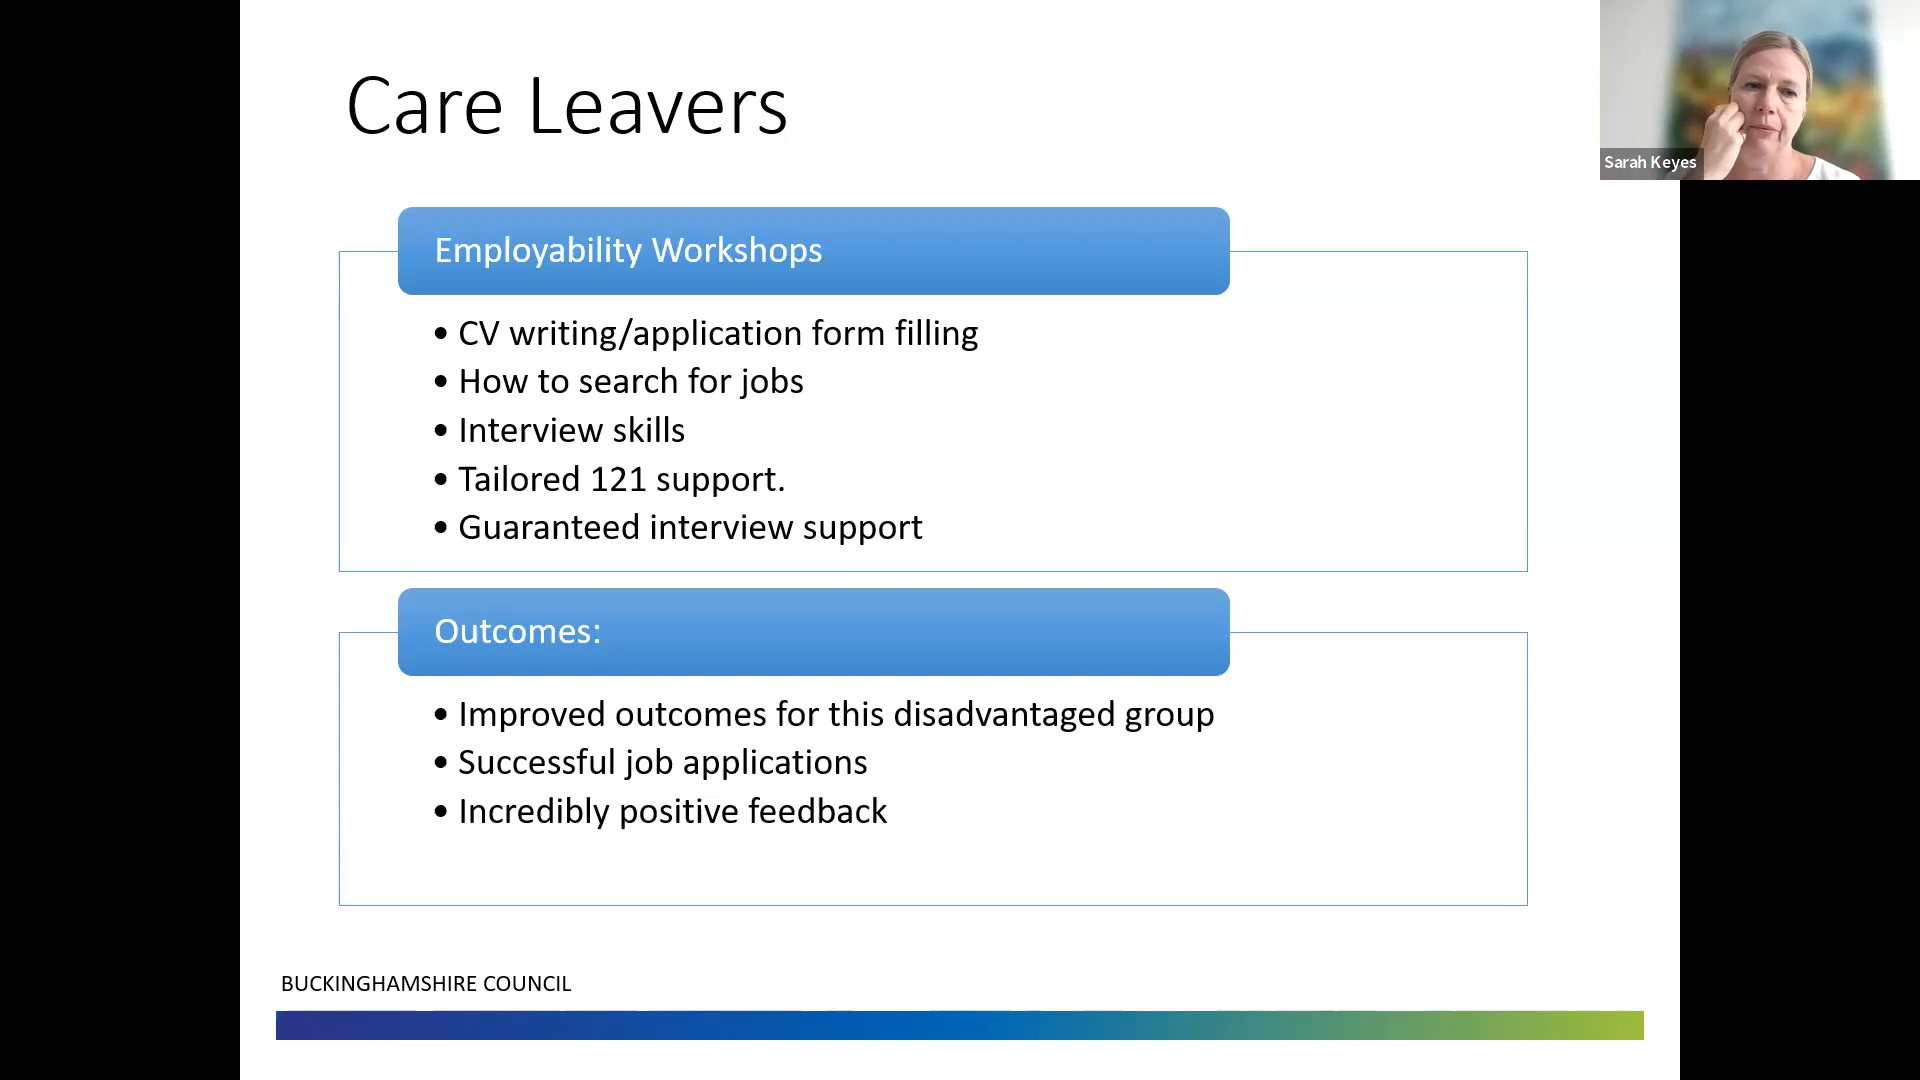 Care Leavers
Sarah Keyes
Employability Workshops
• CV writing/application form filling
• How to search for jobs
• Interview skills
• Tailored 121 support.
• Guaranteed interview support
Outcomes:
• Improved outcomes for this disadvantaged group
• Successful job applications
• Incredibly positive feedback
BUCKINGHAMSHIRE COUNCIL